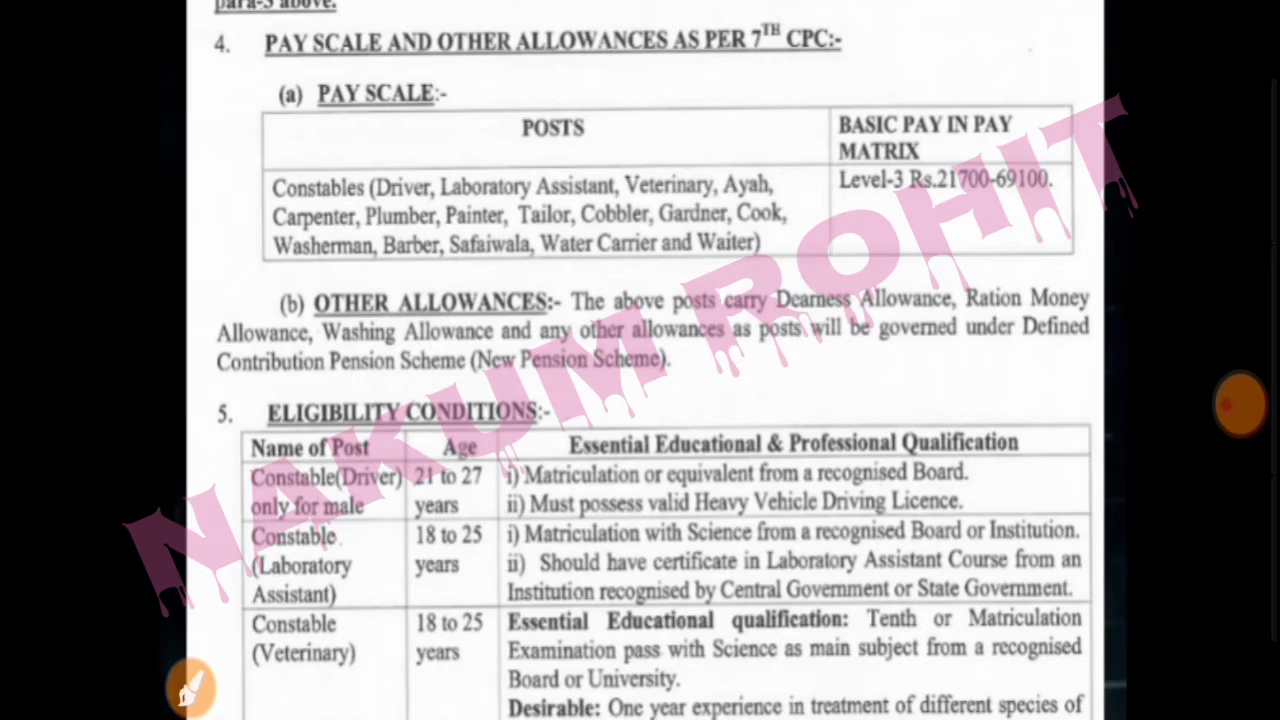 para-3 above.
4. PAY SCALE AND OTHER ALLOWANCES AS PER 7TH CPC:-
(a) PAY SCALE:-
POSTS
BASIC PAY IN PAY MATRIX
Constables (Driver, Laboratory Assistant, Veterinary, Ayah,
Carpenter, Plumber, Painter, Tailor, Cobbler, Gardner, Cook,
Washerman, Barber, Safaiwala, Water Carrier and Waiter)
Level-3 Rs.21700-69100.
(b) OTHER ALLOWANCES:- The above posts carry Dearness Allowance, Ration Money
Allowance, Washing Allowance and any other allowances as posts will be governed under Defined
Contribution Pension Scheme (New Pension Scheme).
5. ELIGIBILITY CONDITIONS:-
Name of Post Age Essential Educational & Professional Qualification
Constable(Driver) 21 to 27 i) Matriculation or equivalent from a recognised Board.
only for male years ii) Must possess valid Heavy Vehicle Driving Licence.
Constable 18 to 25 i) Matriculation with Science from a recognised Board or Institution.
(Laboratory years ii) Should have certificate in Laboratory Assistant Course from an
Assistant) Institution recognised by Central Government or State Government.
Constable 18 to 25 Essential Educational qualification: Tenth or Matriculation
(Veterinary) years Examination pass with Science as main subject from a recognised
Board or University.
Desirable: One year experience in treatment of different species of
NAKUM ROHIT